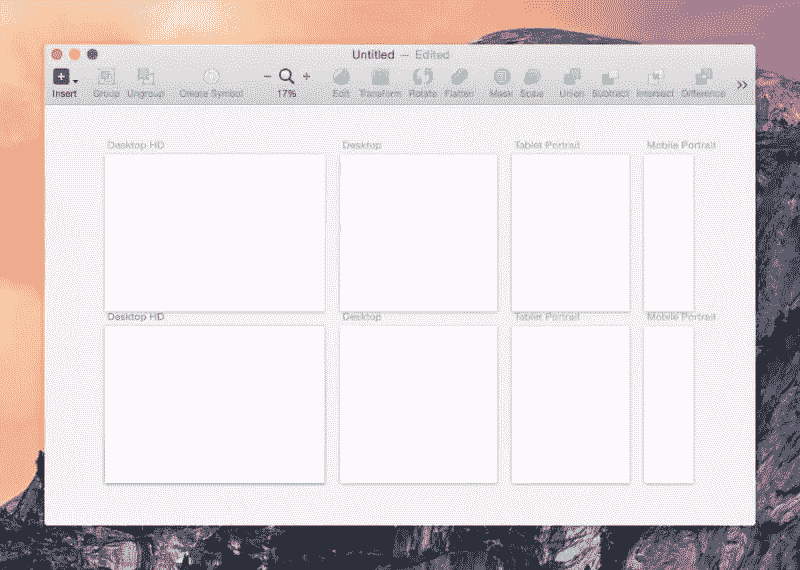 Untitled — Edited
Insert Group Ungroup Create Symbol 17% Edit Transform Rotate Flatten Mask Scale Union Subtract Intersect Difference
Desktop HD Desktop Tablet Portrait Mobile Portrait
Desktop HD Desktop Tablet Portrait Mobile Portrait